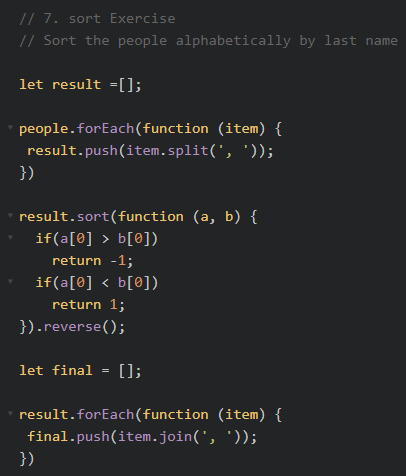 // 7. sort Exercise
// Sort the people alphabetically by last name
let result =[];
people.forEach(function (item) {
result.push(item.split(', '));
})
result.sort(function (a, b) {
if(a[0] > b[0])
return -1;
if(a[0] < b[0])
return 1;
}).reverse();
let final = [];
result.forEach(function (item) {
final.push(item.join(', '));
})